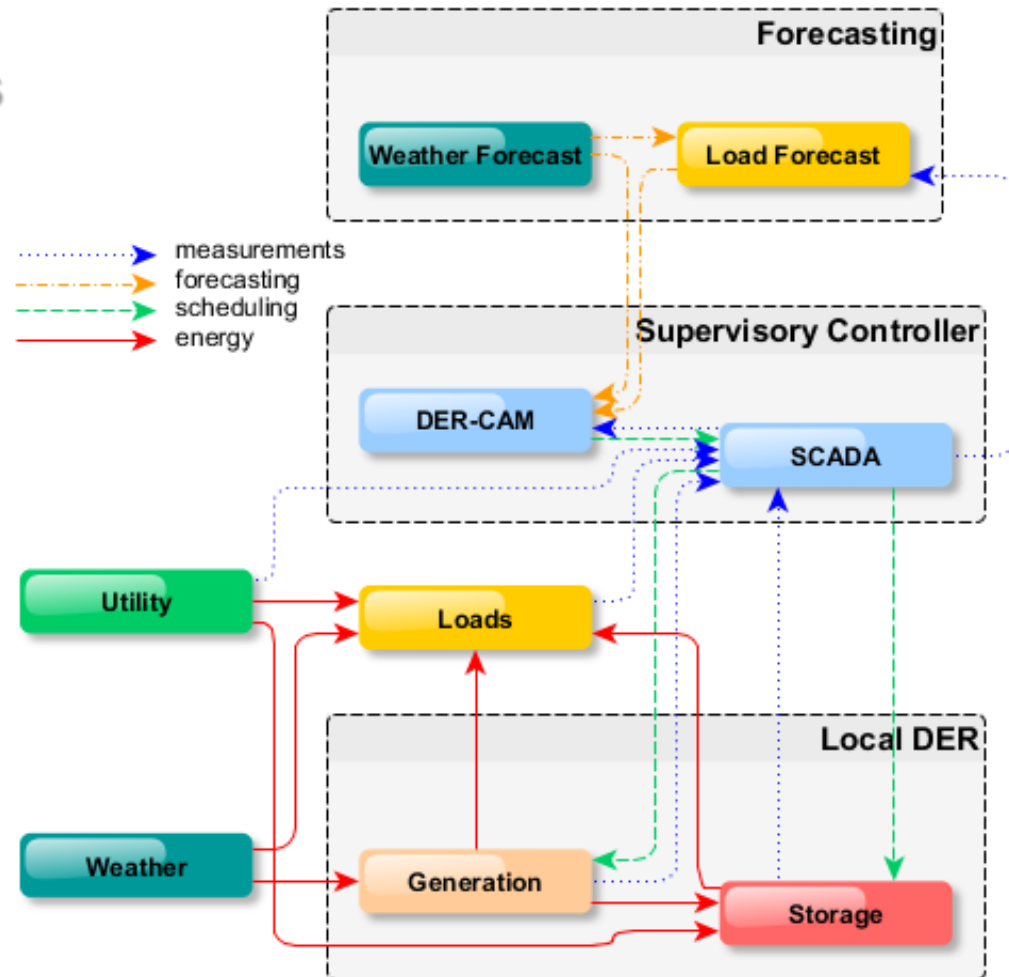 Forecasting
Weather Forecast
Load Forecast
measurements
forecasting
scheduling
energy
Supervisory Controller
DER-CAM
SCADA
Utility
Loads
Local DER
Weather
Generation
Storage